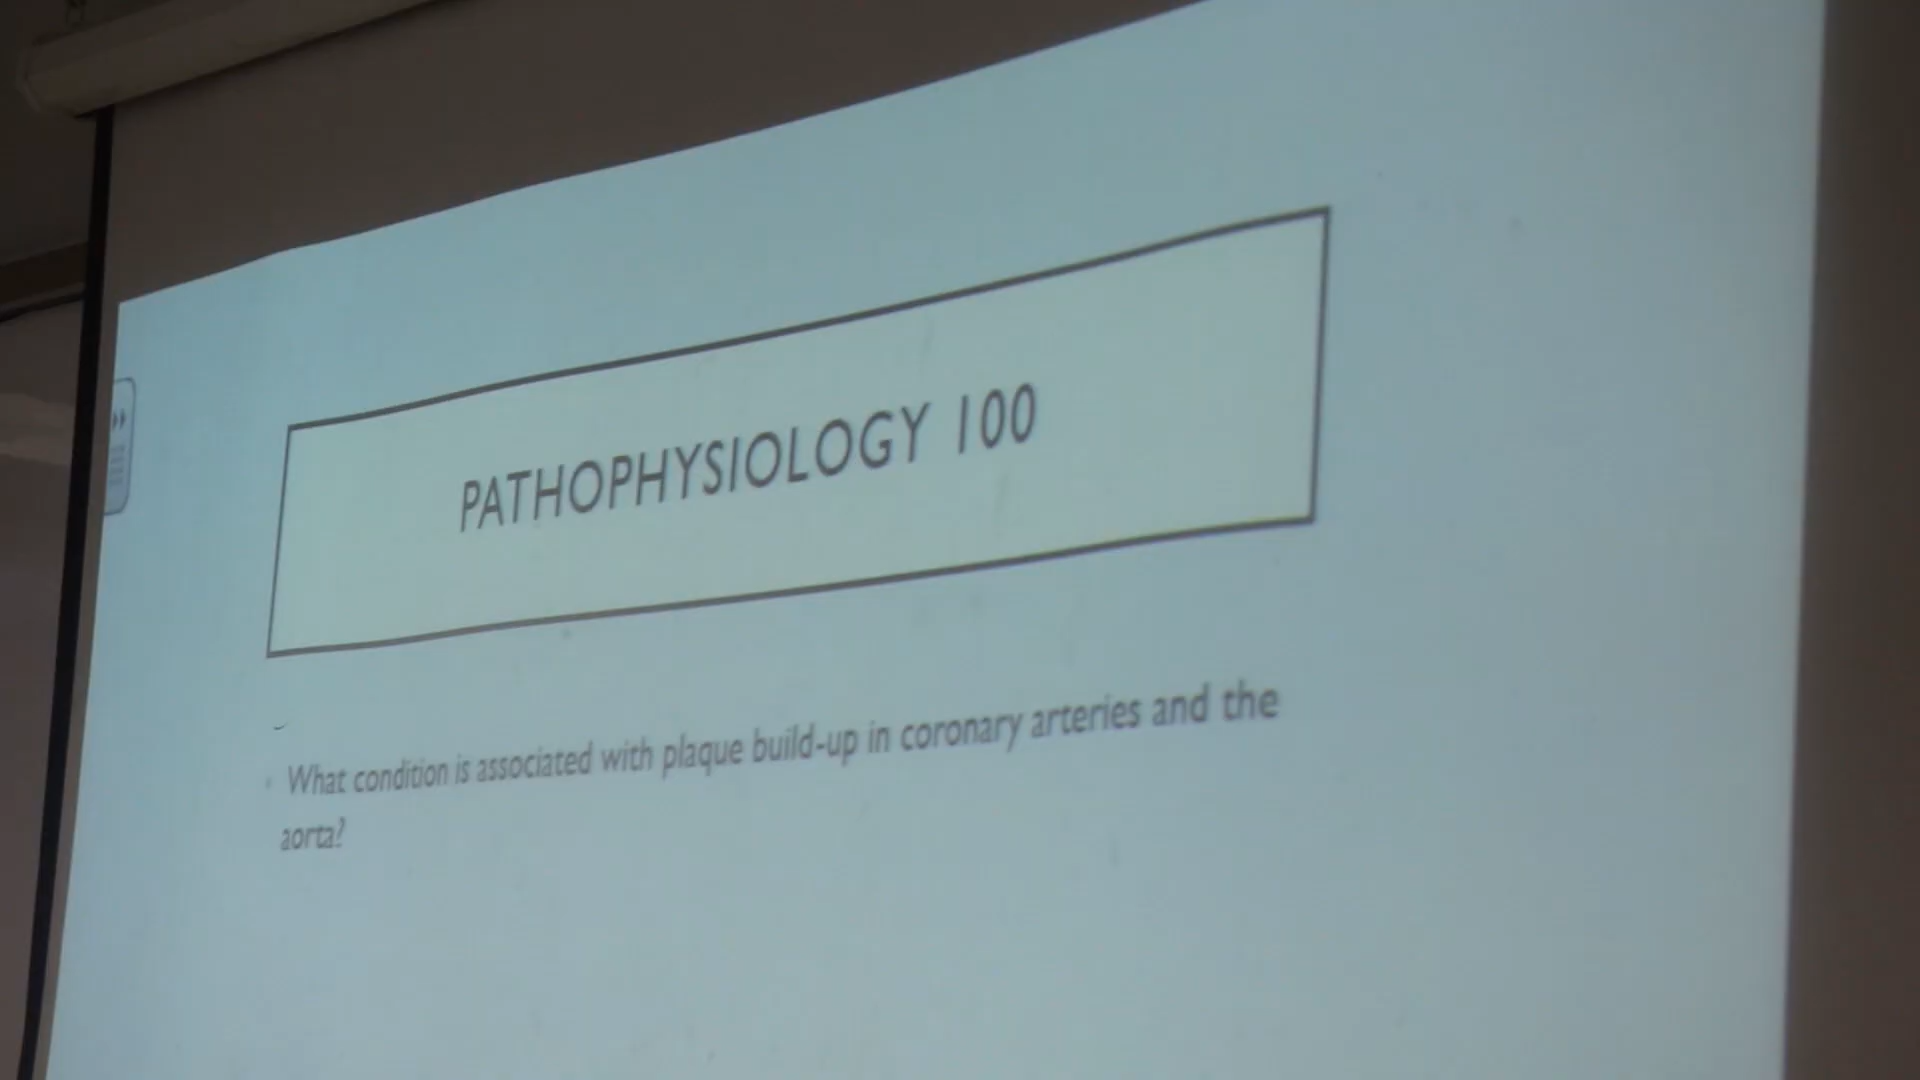 PATHOPHYSIOLOGY 100
What condition is associated with plaque build-up in coronary arteries and the
aorta?